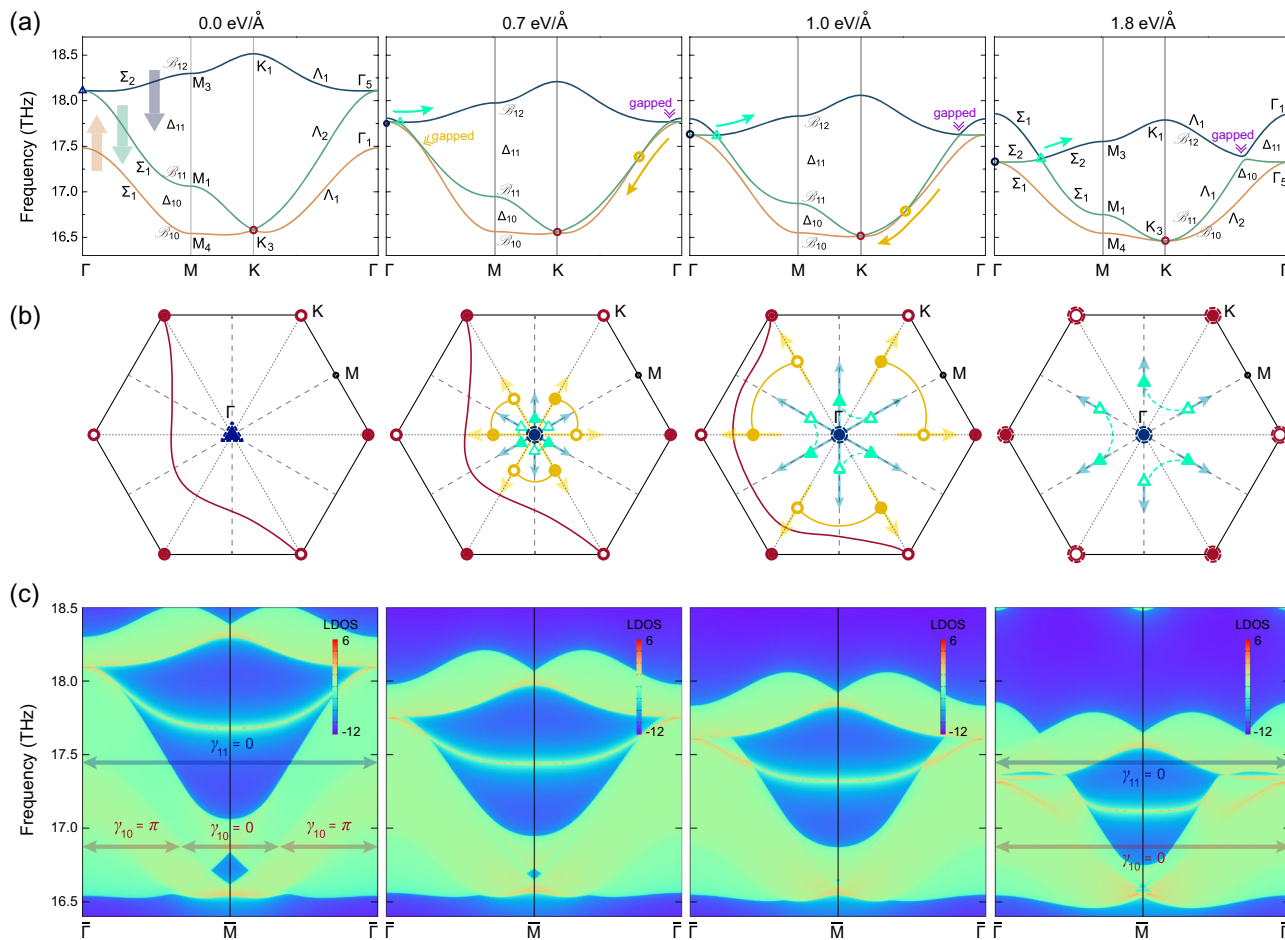 (a)
0.0 eV/Å
0.7 eV/Å
1.0 eV/Å
1.8 eV/Å
Frequency (THz)
18.5
18.0
17.5
17.0
16.5
Σ2
ℬ12
M3
K1
Λ1
Γ5
Δ11
Λ2
Γ1
Σ1
ℬ11
M1
Σ1
Δ10
Λ1
ℬ10
M4
K3
Γ
M
K
Γ
gapped
gapped
ℬ12
Δ11
ℬ11
Δ10
ℬ10
M
K
Γ
gapped
ℬ12
Δ11
ℬ11
Δ10
ℬ10
Γ
M
K
Γ
Σ1
K1
Λ1
Γ1
M3
ℬ12
gapped
Σ2
Σ2
Δ11
Δ10
Σ1
Σ1
M1
Λ1
Γ5
K3
ℬ11
Λ2
M4
ℬ10
Γ
M
K
Γ
(b)
K
M
Γ
K
M
Γ
K
M
Γ
K
M
Γ
(c)
Frequency (THz)
18.5
18.0
17.5
17.0
16.5
LDOS
6
-12
γ11 = 0
γ10 = π
γ10 = 0
γ10 = π
Γ̄
M̄
Γ̄
LDOS
6
-12
Γ̄
M̄
Γ̄
LDOS
6
-12
Γ̄
M̄
Γ̄
LDOS
6
-12
γ11 = 0
γ10 = 0
Γ̄
M̄
Γ̄